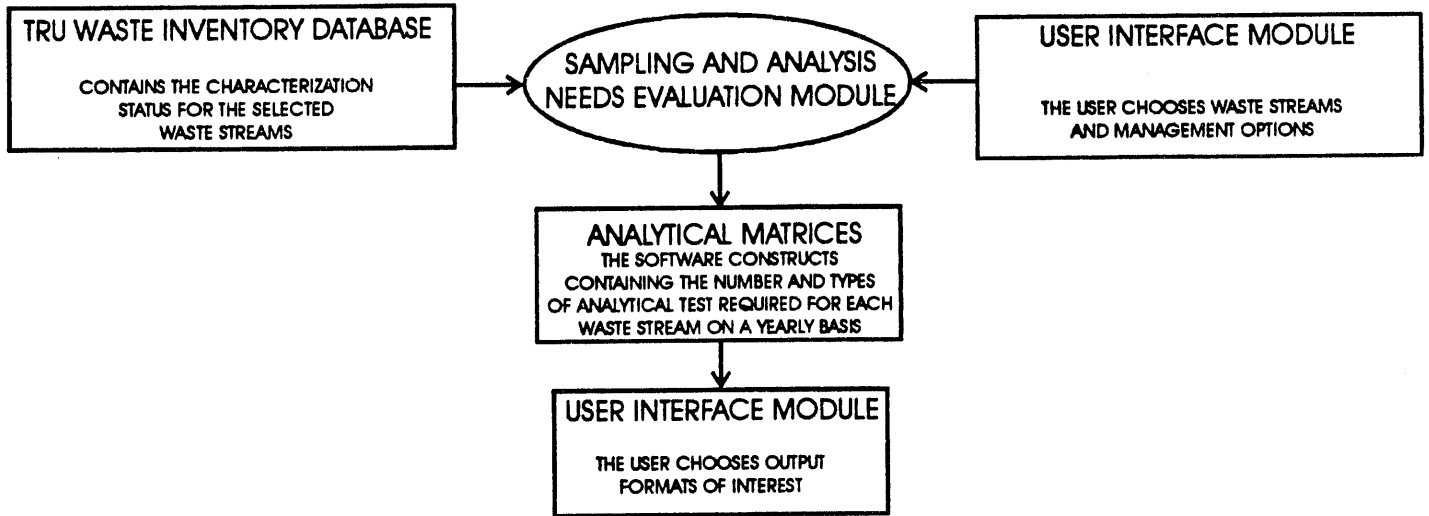 TRU WASTE INVENTORY DATABASE
CONTAINS THE CHARACTERIZATION
STATUS FOR THE SELECTED
WASTE STREAMS
SAMPLING AND ANALYSIS
NEEDS EVALUATION MODULE
USER INTERFACE MODULE
THE USER CHOOSES WASTE STREAMS
AND MANAGEMENT OPTIONS
ANALYTICAL MATRICES
THE SOFTWARE CONSTRUCTS
CONTAINING THE NUMBER AND TYPES
OF ANALYTICAL TEST REQUIRED FOR EACH
WASTE STREAM ON A YEARLY BASIS
USER INTERFACE MODULE
THE USER CHOOSES OUTPUT
FORMATS OF INTEREST